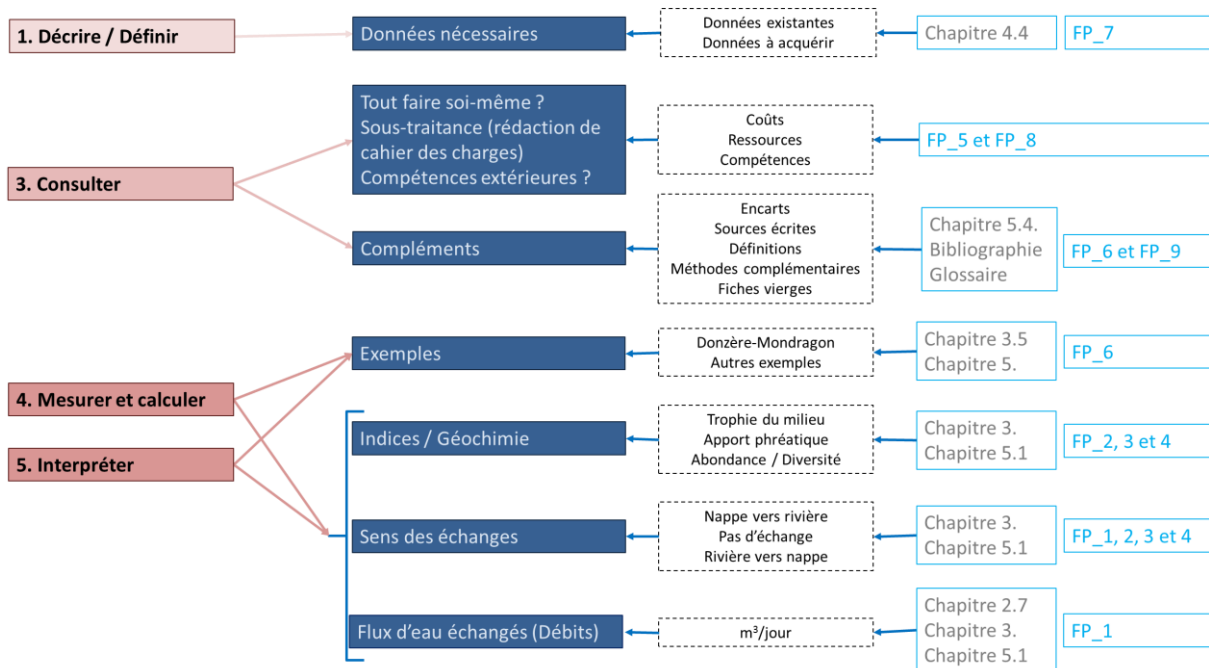 1. Décrire / Définir
Données nécessaires
Données existantes
Données à acquérir
Chapitre 4.4
FP_7
3. Consulter
Tout faire soi-même ?
Sous-traitance (rédaction de
cahier des charges)
Compétences extérieures ?
Coûts
Ressources
Compétences
FP_5 et FP_8
Compléments
Encarts
Sources écrites
Définitions
Méthodes complémentaires
Fiches vierges
Chapitre 5.4.
Bibliographie
Glossaire
FP_6 et FP_9
4. Mesurer et calculer
5. Interpréter
Exemples
Donzère-Mondragon
Autres exemples
Chapitre 3.5
Chapitre 5.
FP_6
Indices / Géochimie
Trophie du milieu
Apport phréatique
Abondance / Diversité
Chapitre 3.
Chapitre 5.1
FP_2, 3 et 4
Sens des échanges
Nappe vers rivière
Pas d'échange
Rivière vers nappe
Chapitre 3.
Chapitre 5.1
FP_1, 2, 3 et 4
Flux d'eau échangés (Débits)
m³/jour
Chapitre 2.7
Chapitre 3.
Chapitre 5.1
FP_1